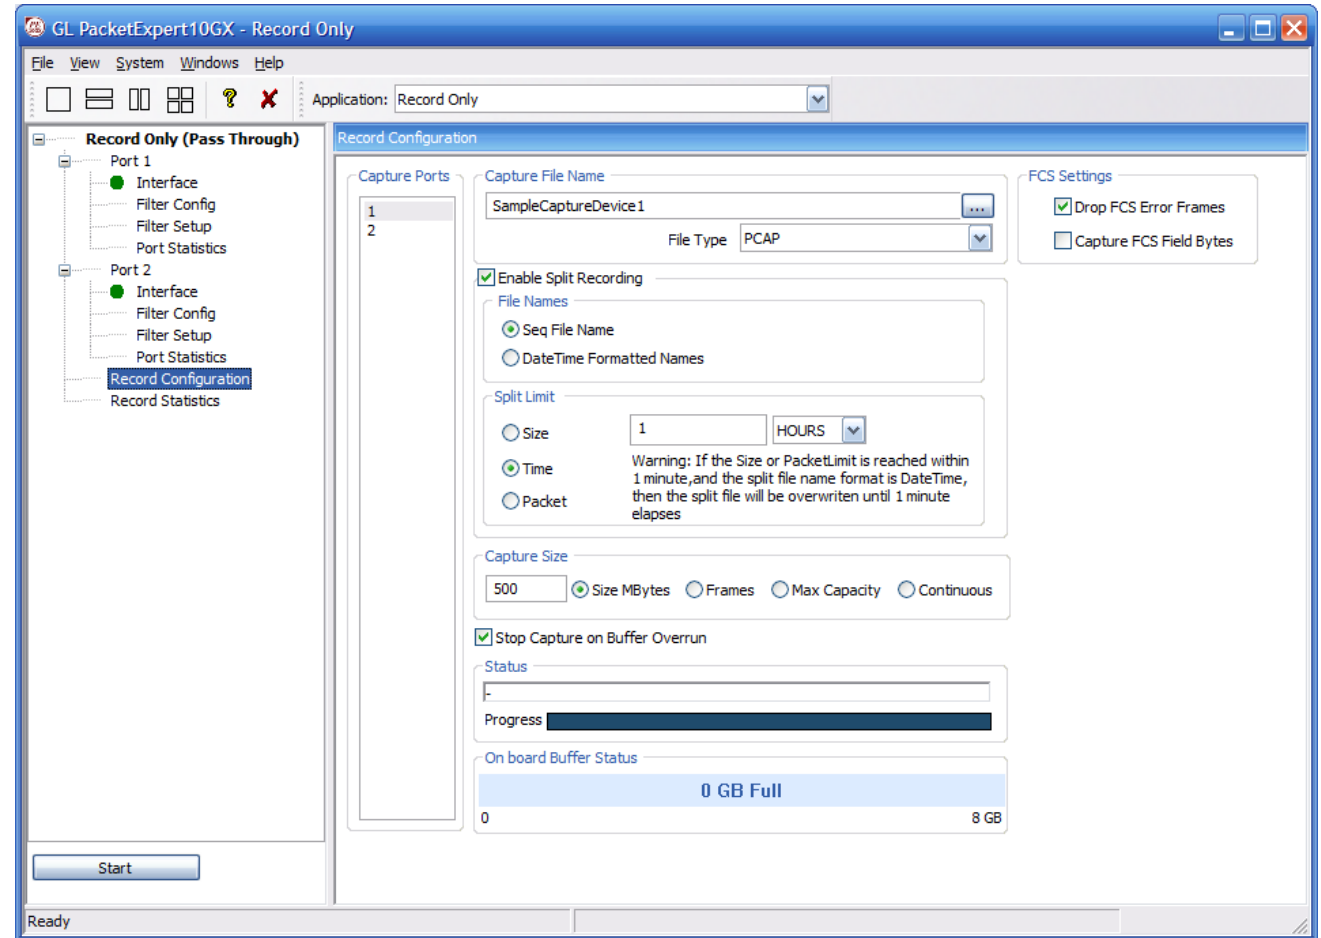 GL PacketExpert10GX - Record Only
File View System Windows Help
Application: Record Only
Record Only (Pass Through)
Port 1
Interface
Filter Config
Filter Setup
Port Statistics
Port 2
Interface
Filter Config
Filter Setup
Port Statistics
Record Configuration
Record Statistics
Start
Record Configuration
Capture Ports
1
2
Capture File Name
SampleCaptureDevice1
...
File Type PCAP
Enable Split Recording
File Names
Seq File Name
DateTime Formatted Names
Split Limit
Size
1
HOURS
Time
Packet
Warning: If the Size or PacketLimit is reached within
1 minute,and the split file name format is DateTime,
then the split file will be overwriten until 1 minute
elapses
Capture Size
500 Size MBytes Frames Max Capacity Continuous
Stop Capture on Buffer Overrun
Status
-
Progress
On board Buffer Status
0 GB Full
0 8 GB
FCS Settings
Drop FCS Error Frames
Capture FCS Field Bytes
Ready